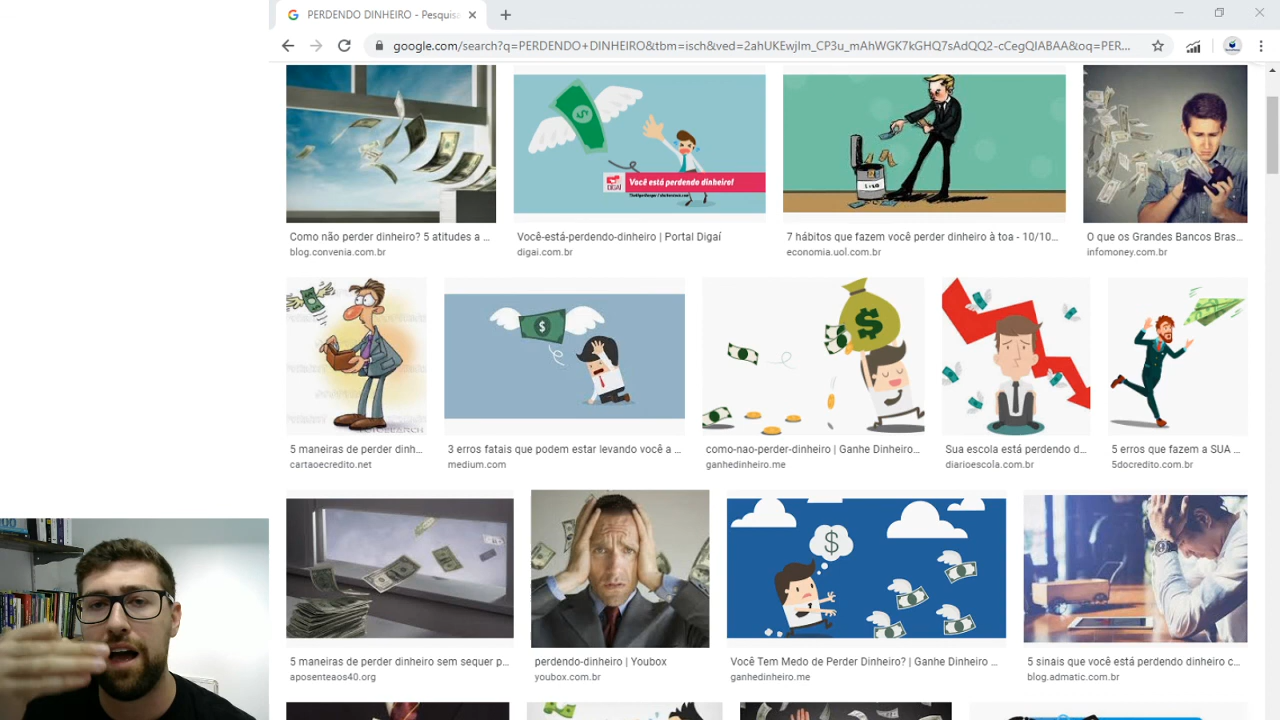 PERDENDO DINHEIRO - Pesquisa
google.com/search?q=PERDENDO+DINHEIRO&tbm=isch&ved=2ahUKEwjIm_CP3u_mAhWGK7kGHQ7sAdQQ2-cCegQIABAA&oq=PER...
DIGAÍ
Você está perdendo dinheiro!
LIXO
Como não perder dinheiro? 5 atitudes a ...
blog.convenia.com.br
Você-está-perdendo-dinheiro | Portal Digaí
digai.com.br
7 hábitos que fazem você perder dinheiro à toa - 10/10...
economia.uol.com.br
O que os Grandes Bancos Bras...
infomoney.com.br
$
$
5 maneiras de perder dinh...
cartaoecredito.net
3 erros fatais que podem estar levando você a ...
medium.com
como-nao-perder-dinheiro | Ganhe Dinheiro...
ganhedinheiro.me
Sua escola está perdendo d...
diarioescola.com.br
5 erros que fazem a SUA ...
5docredito.com.br
$
5 maneiras de perder dinheiro sem sequer p...
aposenteaos40.org
perdendo-dinheiro | Youbox
youbox.com.br
Você Tem Medo de Perder Dinheiro? | Ganhe Dinheiro ...
ganhedinheiro.me
5 sinais que você está perdendo dinheiro c...
blog.admatic.com.br